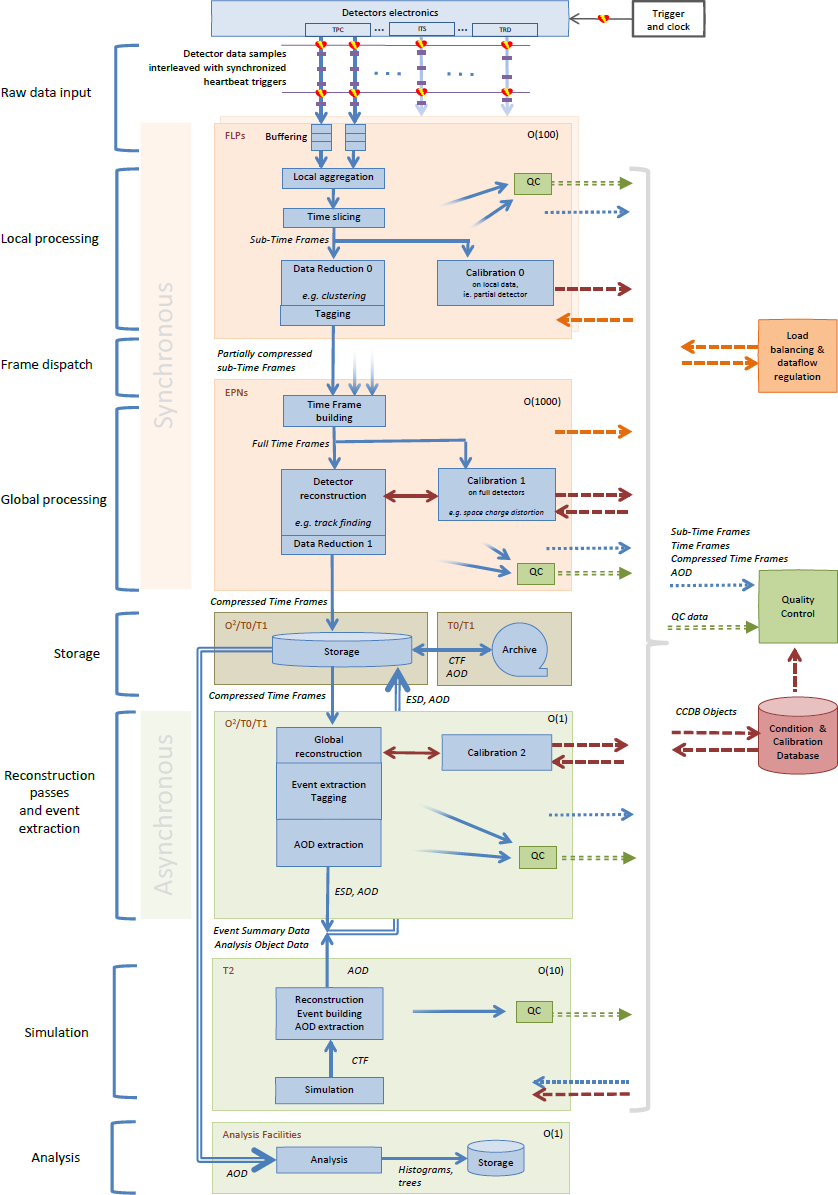 Detectors electronics
TPC
...
ITS
...
TRD
Trigger
and clock
Detector data samples
interleaved with synchronized
heartbeat triggers
. . .
. . .
Raw data input
Synchronous
FLPs
Buffering
O(100)
Local aggregation
QC
Time slicing
Local processing
Sub-Time Frames
Data Reduction 0
e.g. clustering
Tagging
Calibration 0
on local data,
ie. partial detector
Load
balancing &
dataflow
regulation
Frame dispatch
Partially compressed
sub-Time Frames
EPNs
O(1000)
Time Frame
building
Full Time Frames
Global processing
Detector
reconstruction
e.g. track finding
Data Reduction 1
Calibration 1
on full detectors
e.g. space charge distortion
QC
Sub-Time Frames
Time Frames
Compressed Time Frames
AOD
QC data
Quality
Control
Compressed Time Frames
Storage
O²/T0/T1
Storage
T0/T1
CTF
AOD
Archive
Compressed Time Frames
ESD, AOD
CCDB Objects
Condition &
Calibration
Database
Asynchronous
Reconstruction
passes
and event
extraction
O²/T0/T1
O(1)
Global
reconstruction
Calibration 2
Event extraction
Tagging
AOD extraction
QC
ESD, AOD
Event Summary Data
Analysis Object Data
Simulation
T2
AOD
O(10)
Reconstruction
Event building
AOD extraction
QC
CTF
Simulation
Analysis
Analysis Facilities
O(1)
Analysis
AOD
Histograms,
trees
Storage